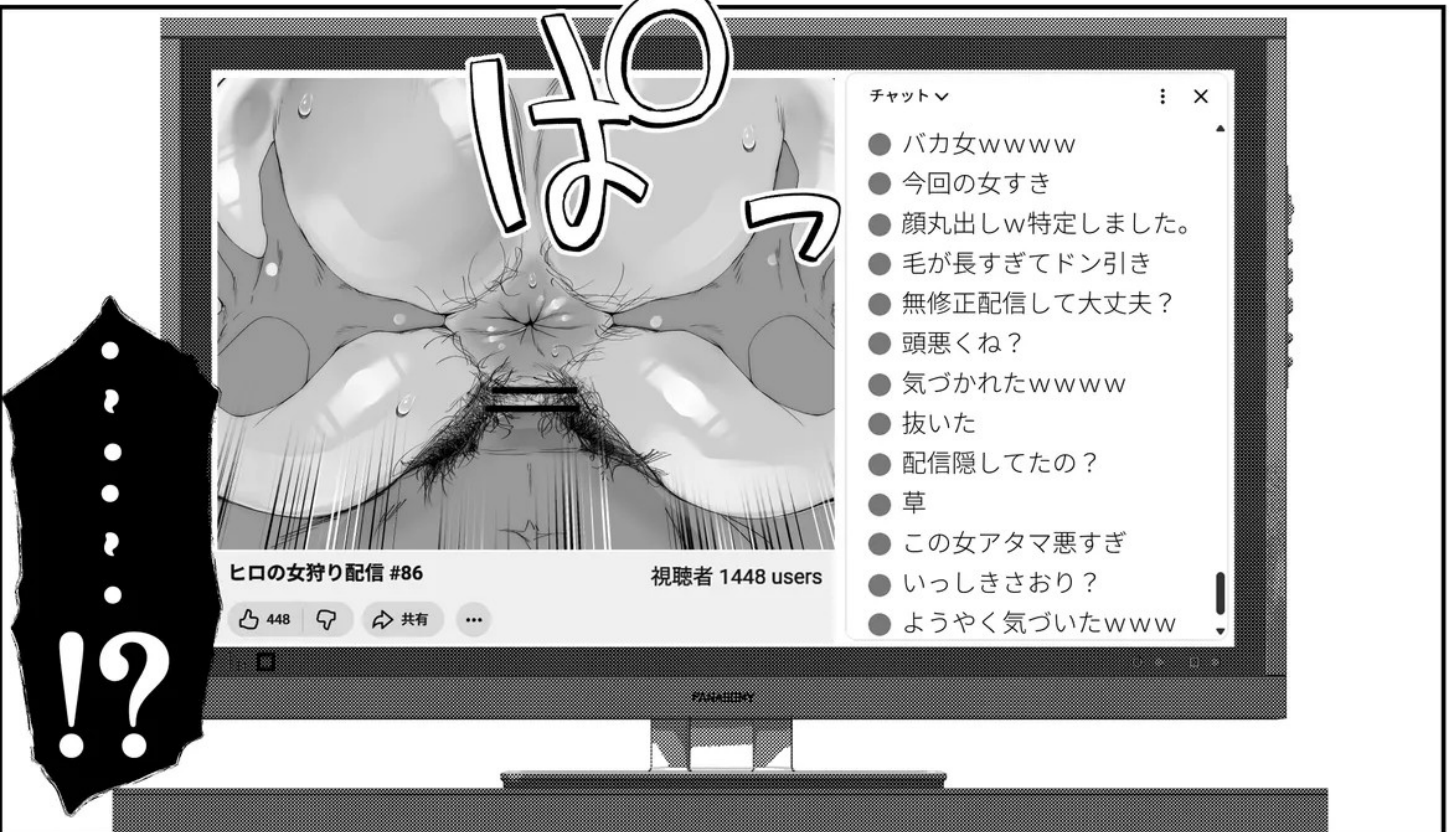 ぱっ
チャット
バカ女ｗｗｗｗ
今回の女すき
顔丸出しｗ特定しました。
毛が長すぎてドン引き
無修正配信して大丈夫？
頭悪くね？
気づかれたｗｗｗｗ
抜いた
配信隠してたの？
草
この女アタマ悪すぎ
いっしきさおり？
ようやく気づいたｗｗｗ
ヒロの女狩り配信 #86
視聴者 1448 users
448
共有
!?
PANASONY